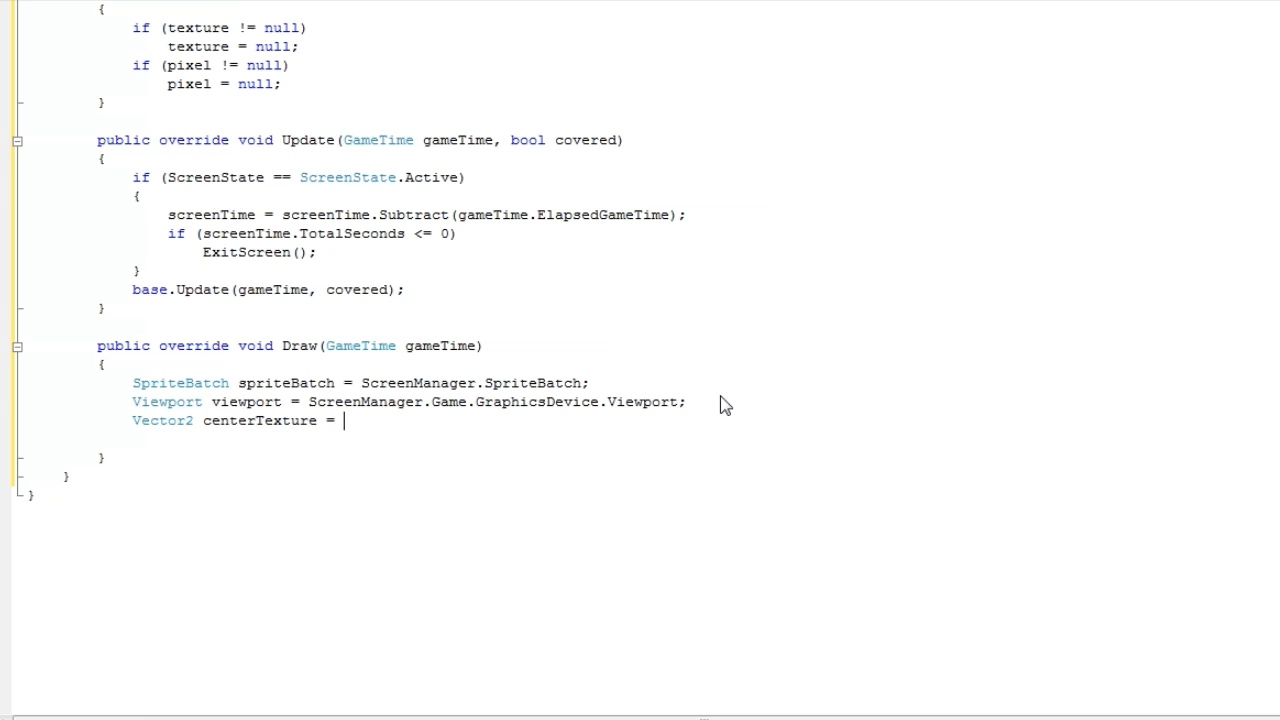 {
if (texture != null)
texture = null;
if (pixel != null)
pixel = null;
}
public override void Update(GameTime gameTime, bool covered)
{
if (ScreenState == ScreenState.Active)
{
screenTime = screenTime.Subtract(gameTime.ElapsedGameTime);
if (screenTime.TotalSeconds <= 0)
ExitScreen();
}
base.Update(gameTime, covered);
}
public override void Draw(GameTime gameTime)
{
SpriteBatch spriteBatch = ScreenManager.SpriteBatch;
Viewport viewport = ScreenManager.Game.GraphicsDevice.Viewport;
Vector2 centerTexture =
}
}
}